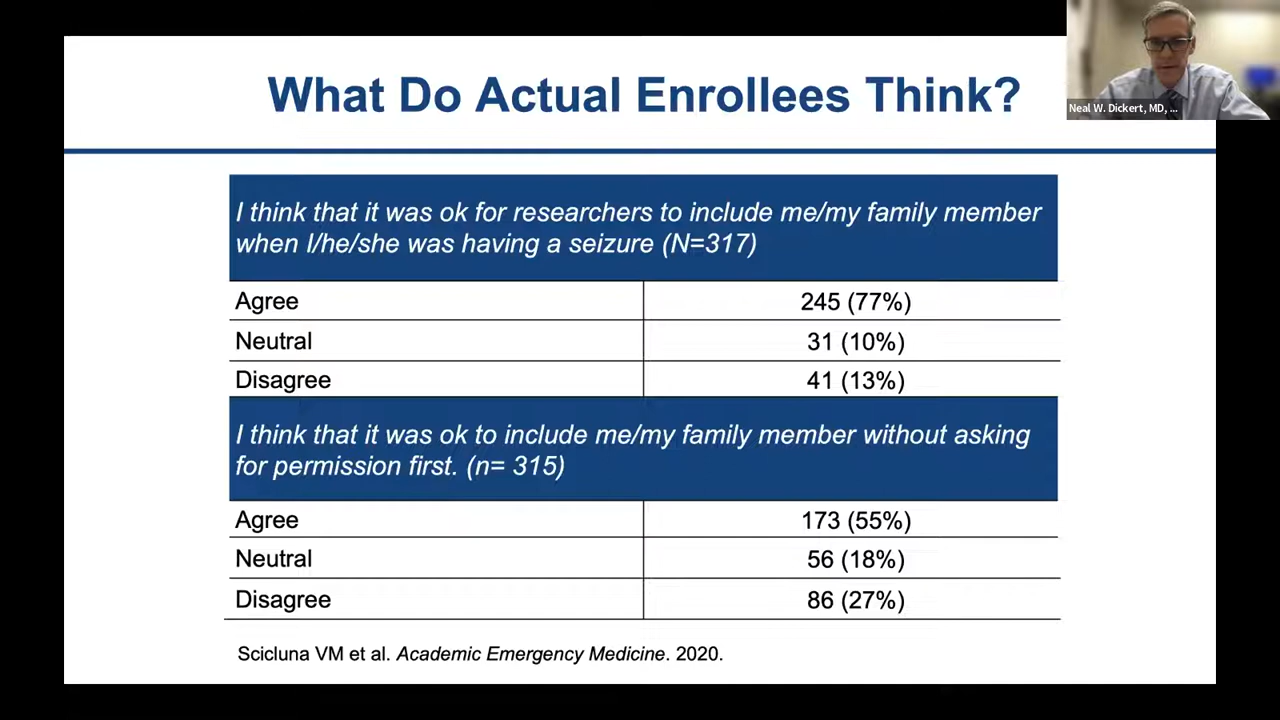 What Do Actual Enrollees Think?
Neal W. Dickert, MD, ...
I think that it was ok for researchers to include me/my family member
when I/he/she was having a seizure (N=317)
Agree 245 (77%)
Neutral 31 (10%)
Disagree 41 (13%)
I think that it was ok to include me/my family member without asking
for permission first. (n= 315)
Agree 173 (55%)
Neutral 56 (18%)
Disagree 86 (27%)
Scicluna VM et al. Academic Emergency Medicine. 2020.